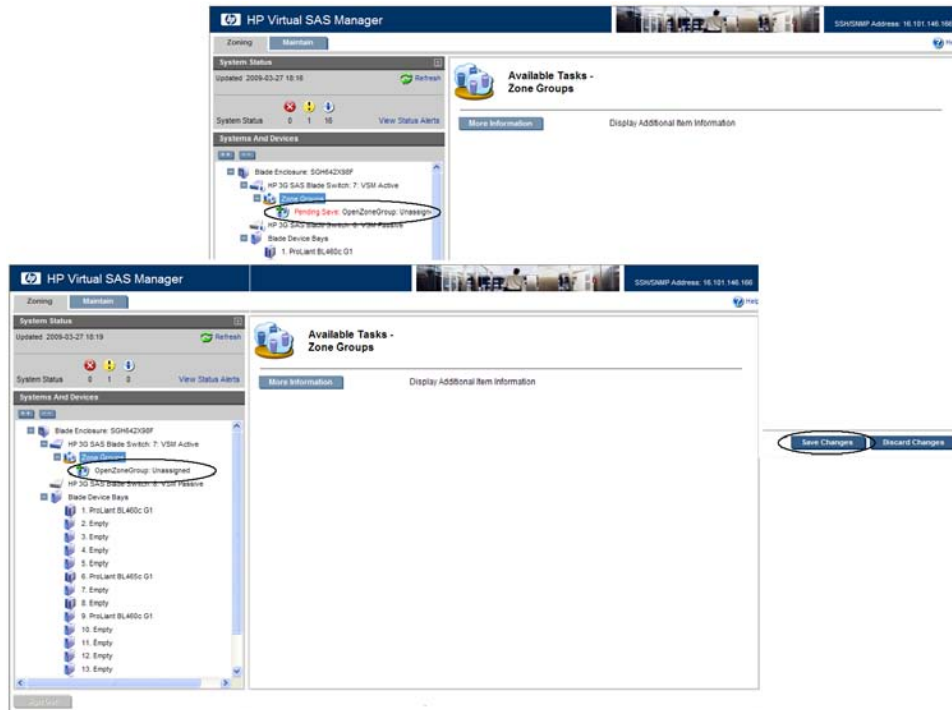 HP Virtual SAS Manager
SSH/SNMP Address: 16.101.146.166
Zoning Maintain
System Status
Updated 2009-03-27 18:16 Refresh
Available Tasks -
Zone Groups
System Status 0 1 16 View Status Alerts
More Information Display Additional Item Information
Systems And Devices
Blade Enclosure: SGH642X98F
HP 3G SAS Blade Switch: 7: VSM Active
Zone Groups
Pending Save: OpenZoneGroup: Unassign
HP 3G SAS Blade Switch: 8: VSM Passive
Blade Device Bays
1. ProLiant BL460c G1
HP Virtual SAS Manager
SSH/SNMP Address: 16.101.146.166
Zoning Maintain
Help
System Status
Updated 2009-03-27 18:19 Refresh
Available Tasks -
Zone Groups
System Status 0 1 0 View Status Alerts
More Information Display Additional Item Information
Systems And Devices
Blade Enclosure: SGH642X98F
HP 3G SAS Blade Switch: 7: VSM Active
Zone Groups
OpenZoneGroup: Unassigned
HP 3G SAS Blade Switch: 8: VSM Passive
Blade Device Bays
1. ProLiant BL460c G1
2. Empty
3. Empty
4. Empty
5. Empty
6. ProLiant BL465c G1
7. Empty
8. Empty
9. ProLiant BL460c G1
10. Empty
11. Empty
12. Empty
13. Empty
Save Changes Discard Changes